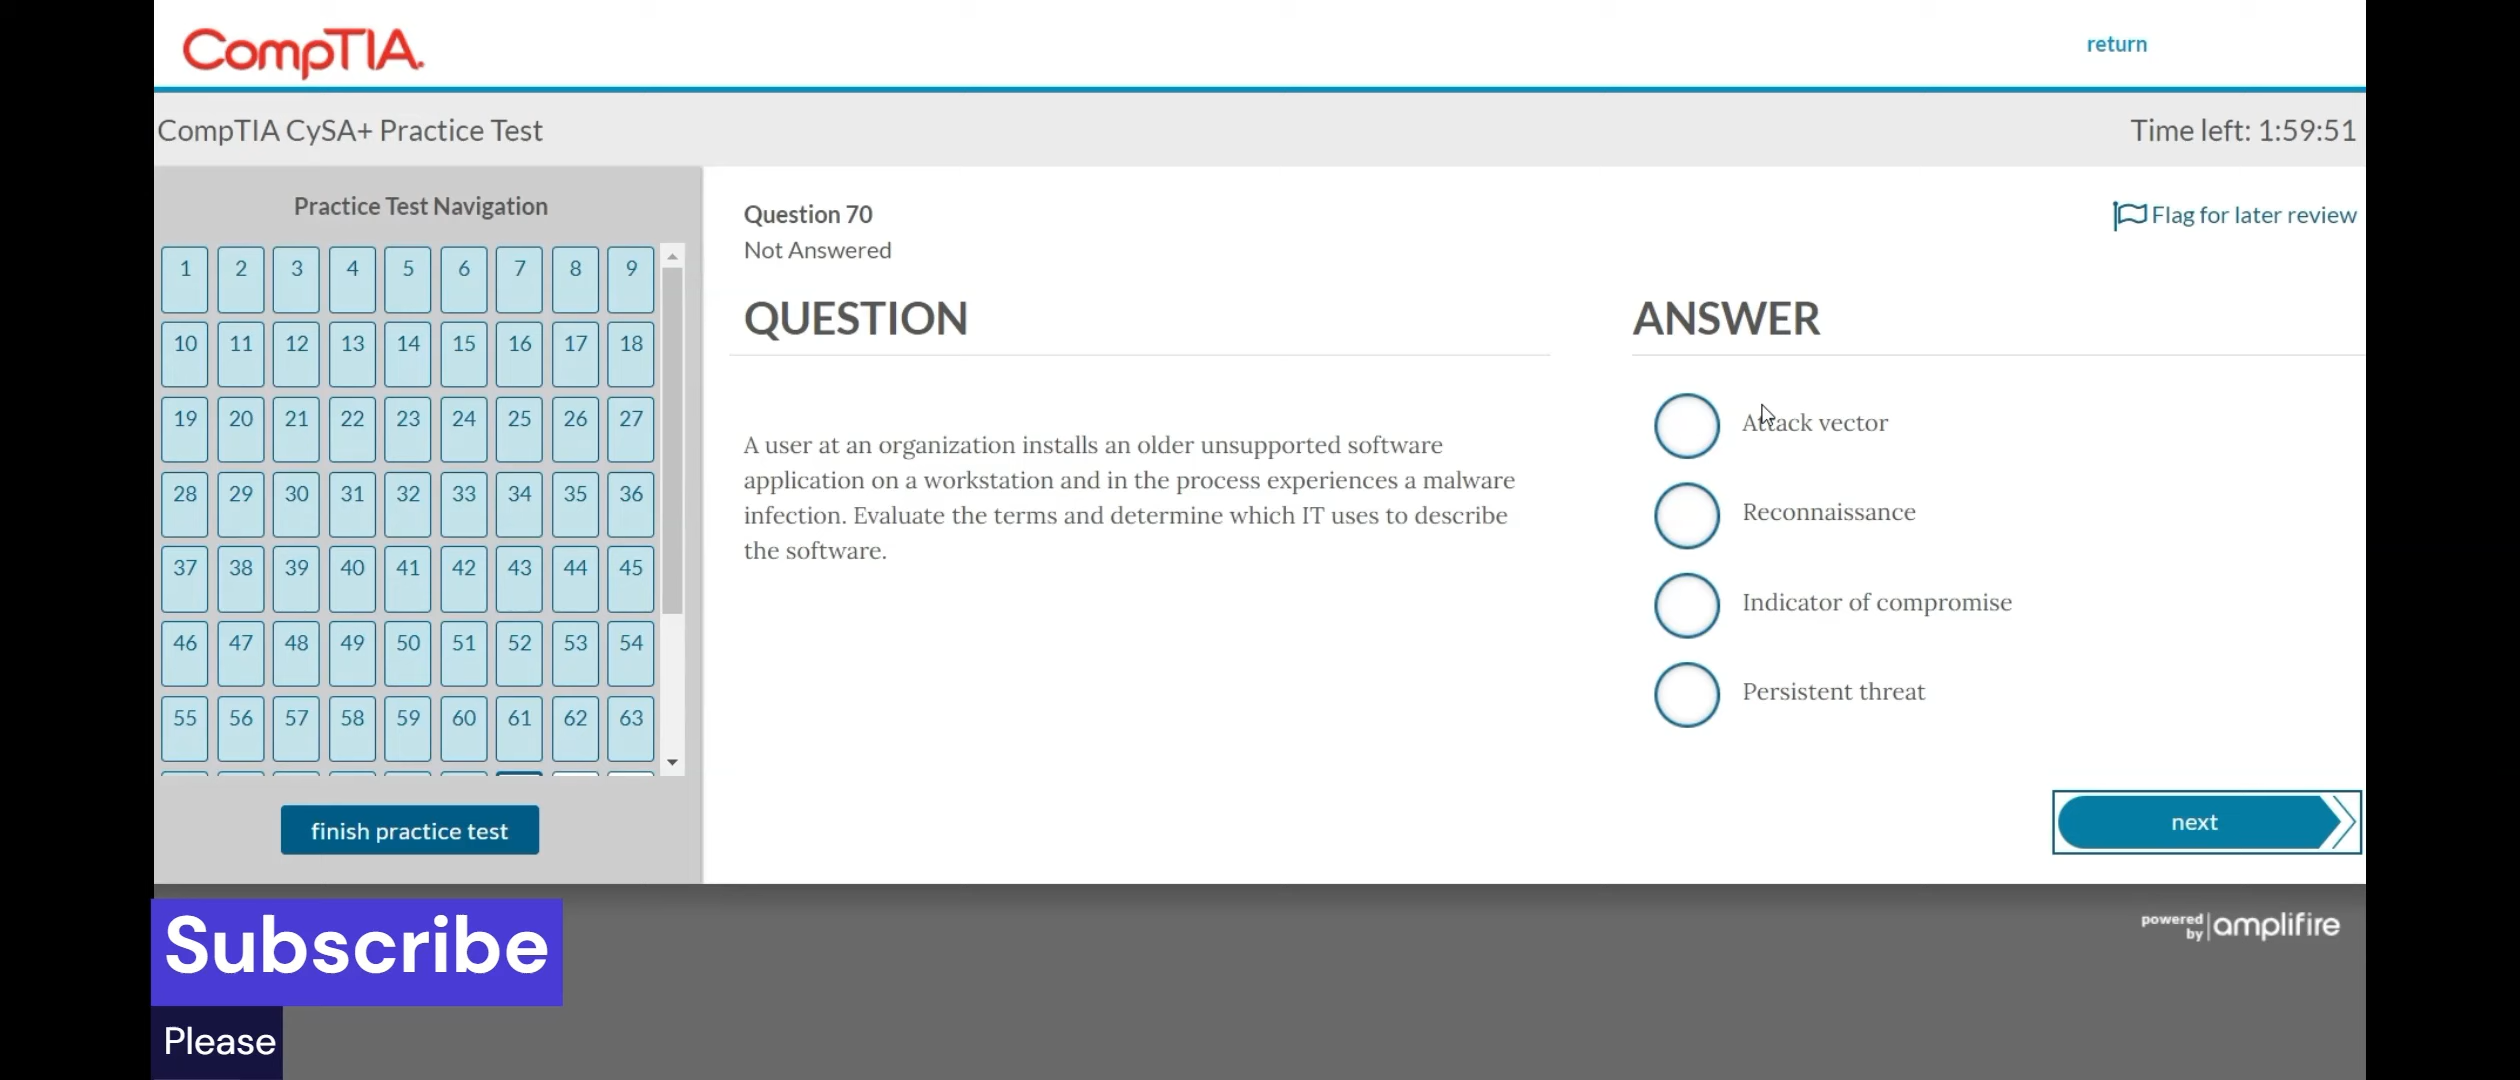 CompTIA.
return
CompTIA CySA+ Practice Test
Time left: 1:59:51
Practice Test Navigation
1 2 3 4 5 6 7 8 9
10 11 12 13 14 15 16 17 18
19 20 21 22 23 24 25 26 27
28 29 30 31 32 33 34 35 36
37 38 39 40 41 42 43 44 45
46 47 48 49 50 51 52 53 54
55 56 57 58 59 60 61 62 63
finish practice test
Question 70
Not Answered
Flag for later review
QUESTION
A user at an organization installs an older unsupported software
application on a workstation and in the process experiences a malware
infection. Evaluate the terms and determine which IT uses to describe
the software.
ANSWER
Attack vector
Reconnaissance
Indicator of compromise
Persistent threat
next
powered
by
amplifire
Subscribe
Please